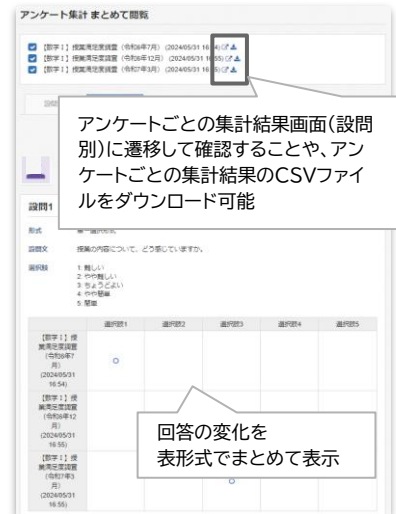 アンケート集計 まとめて閲覧
【数学Ⅰ】授業満足度調査（令和6年7月）（2024/05/31 16:54）
【数学Ⅰ】授業満足度調査（令和6年12月）（2024/05/31 16:55）
【数学Ⅰ】授業満足度調査（令和7年3月）（2024/05/31 16:55）
アンケートごとの集計結果画面（設問
別）に遷移して確認することや、アン
ケートごとの集計結果のCSVファイ
ルをダウンロード可能
設問1
形式
設問文 授業の内容について、どう感じていますか。
選択肢 1: 難しい
2: やや難しい
3: ちょうどよい
4: やや簡単
5: 簡単
選択肢1 選択肢2 選択肢3 選択肢4 選択肢5
【数学Ⅰ】授
業満足度調査
（令和6年7
月）
(2024/05/31
16:54)
【数学Ⅰ】授
業満足度調査
（令和6年12
月）
(2024/05/31
16:55)
回答の変化を
表形式でまとめて表示
【数学Ⅰ】授
業満足度調査
（令和7年3
月）
(2024/05/31
16:55)